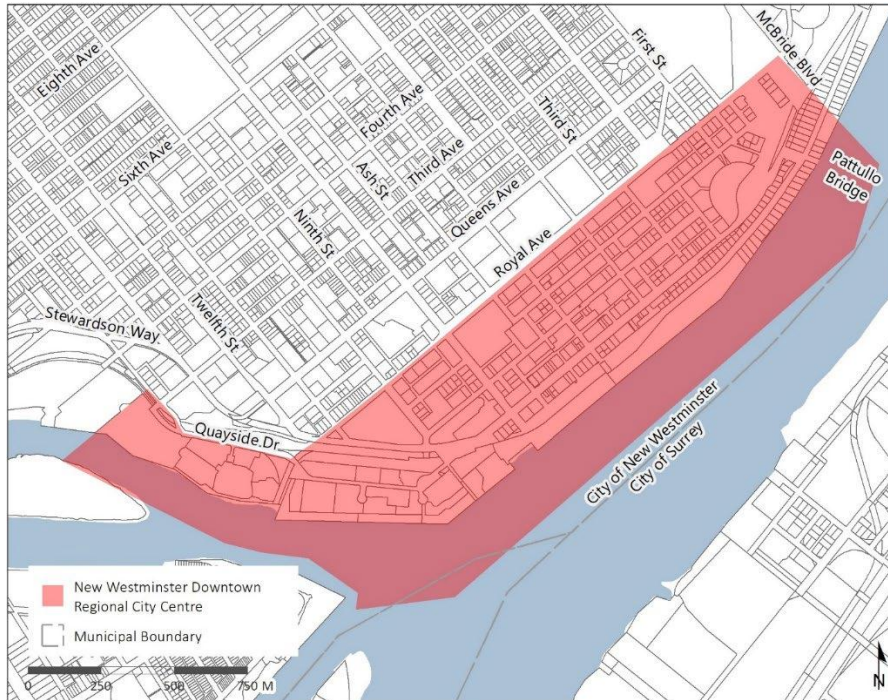 McBride Blvd
First St
Eighth Ave
Fourth Ave
Third St
Sixth Ave
Ash St
Third Ave
Pattullo
Bridge
Queens Ave
Ninth St
Royal Ave
Twelfth St
Stewardson Way
Quayside Dr
City of New Westminster
City of Surrey
New Westminster Downtown
Regional City Centre
Municipal Boundary
0 250 500 750 M
N